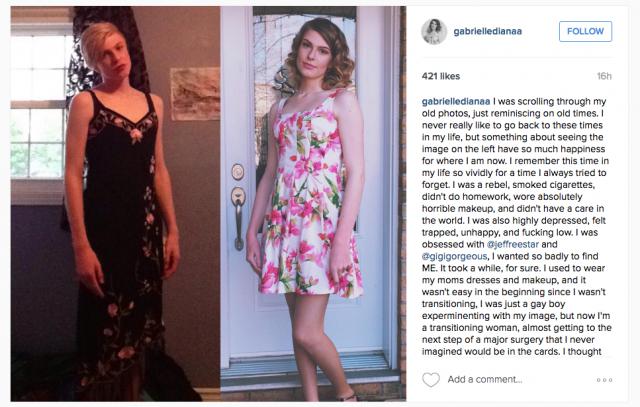 gabrielledianaa
FOLLOW
421 likes
16h
gabrielledianaa I was scrolling through my
old photos, just reminiscing on old times. I
never really like to go back to these times
in my life, but something about seeing the
image on the left have so much happiness
for where I am now. I remember this time in
my life so vividly for a time I always tried to
forget. I was a rebel, smoked cigarettes,
didn't do homework, wore absolutely
horrible makeup, and didn't have a care in
the world. I was also highly depressed, felt
trapped, unhappy, and fucking low. I was
obsessed with @jeffreestar and
@gigigorgeous, I wanted so badly to find
ME. It took a while, for sure. I used to wear
my moms dresses and makeup, and it
wasn't easy in the beginning since I wasn't
transitioning, I was just a gay boy
experminenting with my image, but now I'm
a transitioning woman, almost getting to the
next step of a major surgery that I never
imagined would be in the cards. I thought
Add a comment...